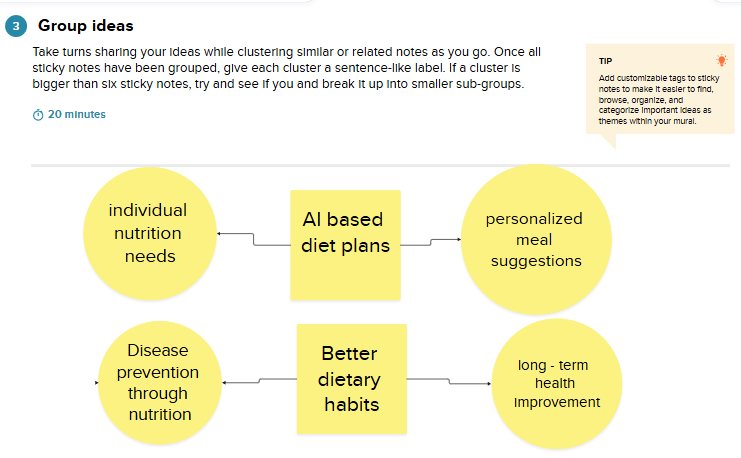 3 Group ideas
Take turns sharing your ideas while clustering similar or related notes as you go. Once all
sticky notes have been grouped, give each cluster a sentence-like label. If a cluster is
bigger than six sticky notes, try and see if you and break it up into smaller sub-groups.
20 minutes
TIP
Add customizable tags to sticky
notes to make it easier to find,
browse, organize, and
categorize important ideas as
themes within your mural.
individual
nutrition
needs
AI based
diet plans
personalized
meal
suggestions
Disease
prevention
through
nutrition
Better
dietary
habits
long - term
health
improvement